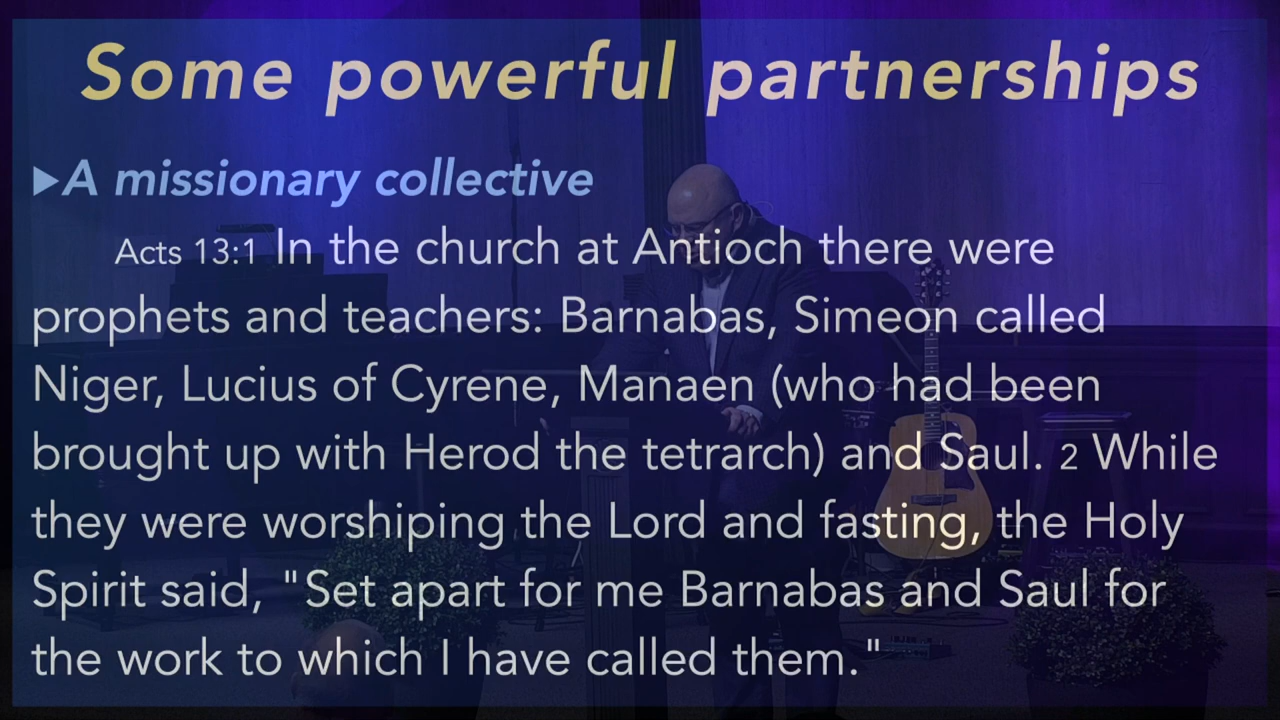 Some powerful partnerships
▶A missionary collective
Acts 13:1 In the church at Antioch there were
prophets and teachers: Barnabas, Simeon called
Niger, Lucius of Cyrene, Manaen (who had been
brought up with Herod the tetrarch) and Saul. 2 While
they were worshiping the Lord and fasting, the Holy
Spirit said, "Set apart for me Barnabas and Saul for
the work to which I have called them."